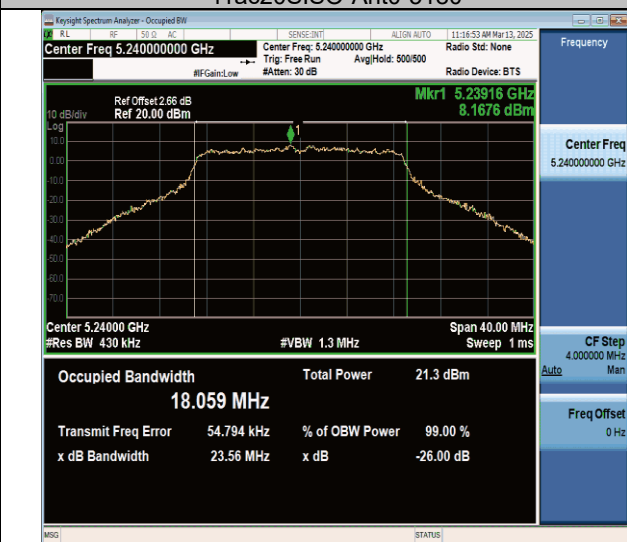 Keysight Spectrum Analyzer - Occupied BW
RL RF 50 Ω AC SENSE:INT ALIGN AUTO 11:16:53 AM Mar 13, 2025
Center Freq 5.240000000 GHz
Center Freq: 5.240000000 GHz
Radio Std: None
Trig: Free Run Avg|Hold: 500/500
#IFGain:Low
#Atten: 30 dB
Radio Device: BTS
Frequency
Mkr1 5.23916 GHz
8.1676 dBm
Ref Offset 2.66 dB
10 dB/div Ref 20.00 dBm
Log
10.0
0.00
-10.0
-20.0
-30.0
-40.0
-50.0
-60.0
-70.0
1
Center 5.24000 GHz
Span 40.00 MHz
#Res BW 430 kHz
#VBW 1.3 MHz
Sweep 1 ms
Center Freq
5.240000000 GHz
CF Step
4.000000 MHz
Auto Man
Freq Offset
0 Hz
Occupied Bandwidth
18.059 MHz
Total Power 21.3 dBm
Transmit Freq Error 54.794 kHz
% of OBW Power 99.00 %
x dB Bandwidth 23.56 MHz
x dB -26.00 dB
MSG
STATUS